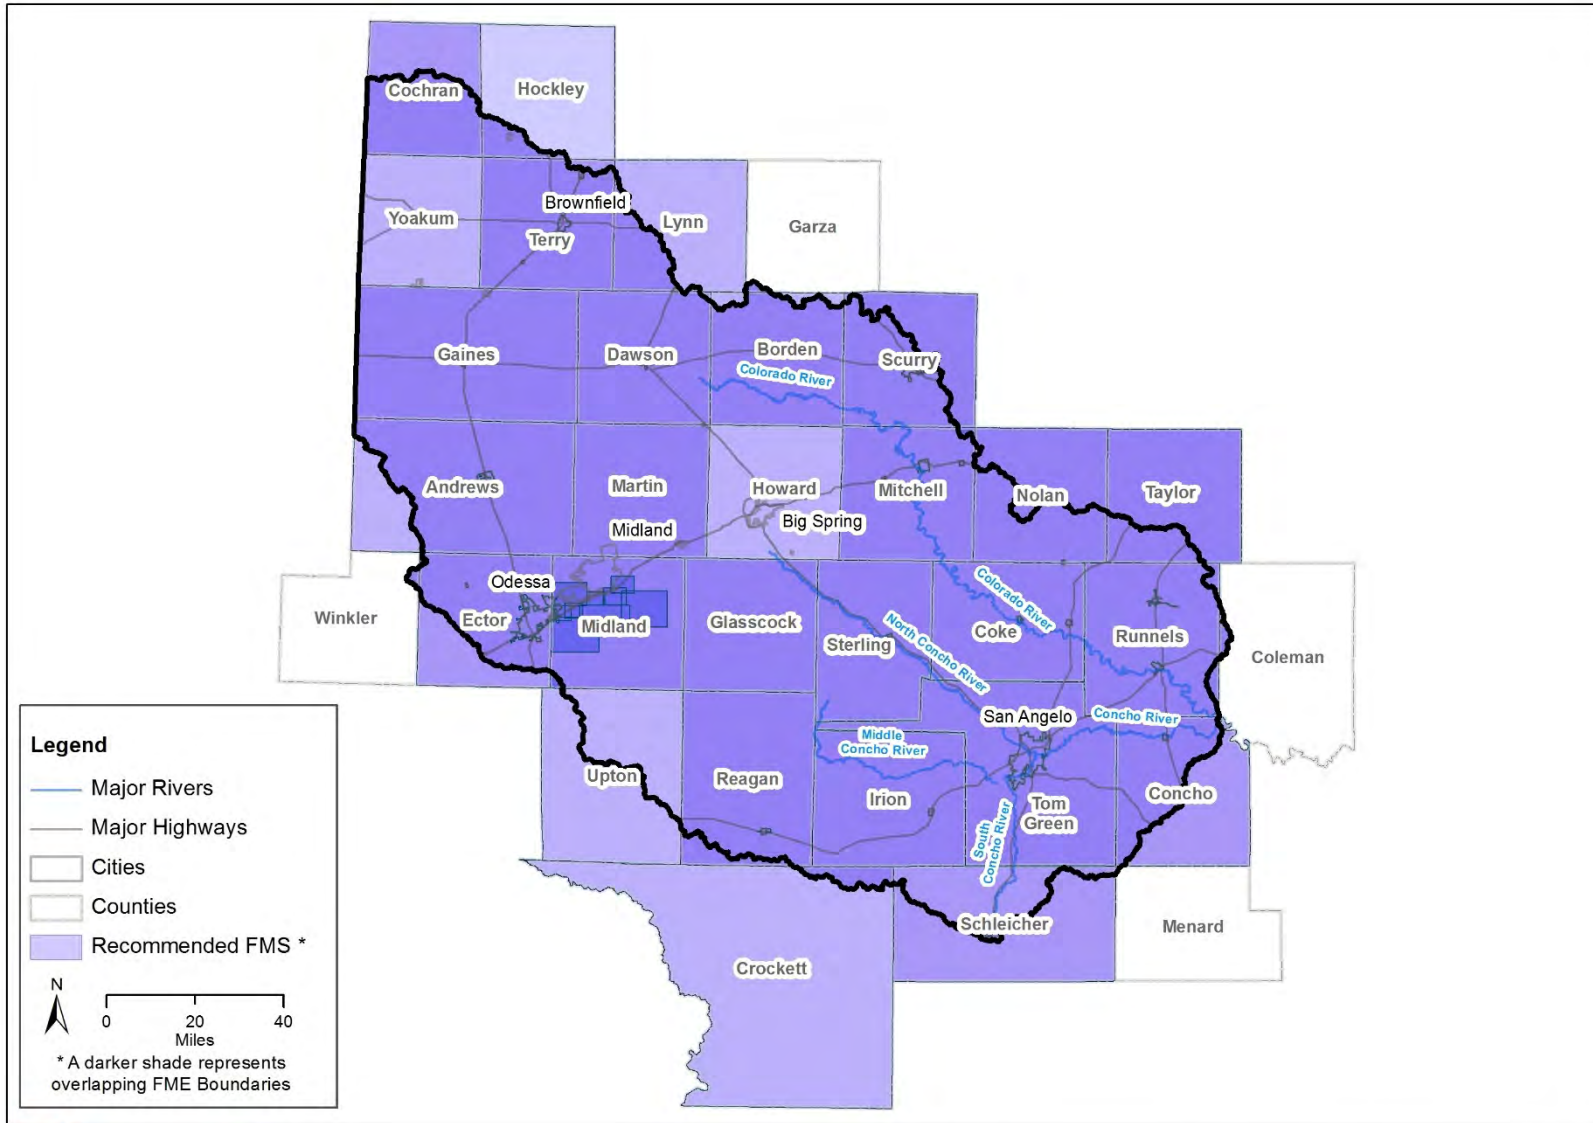 Cochran
Hockley
Brownfield
Yoakum
Lynn
Garza
Terry
Gaines
Dawson
Borden
Scurry
Colorado River
Andrews
Martin
Howard
Mitchell
Nolan
Taylor
Midland
Big Spring
Odessa
Winkler
Ector
Midland
Glasscock
Sterling
North Concho River
Coke
Colorado River
Runnels
Coleman
San Angelo
Concho River
Middle
Concho River
Upton
Reagan
Irion
Tom
Green
Concho
South
Concho River
Schleicher
Menard
Crockett
Legend
Major Rivers
Major Highways
Cities
Counties
Recommended FMS *
N
0 20 40
Miles
* A darker shade represents
overlapping FME Boundaries